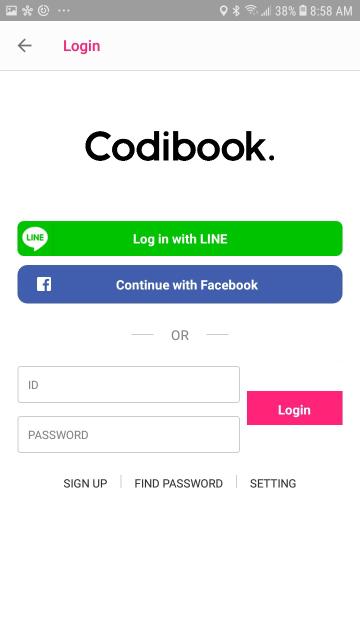 38% 8:58 AM
Login
Codibook.
LINE
Log in with LINE
Continue with Facebook
OR
ID
Login
PASSWORD
SIGN UP
FIND PASSWORD
SETTING